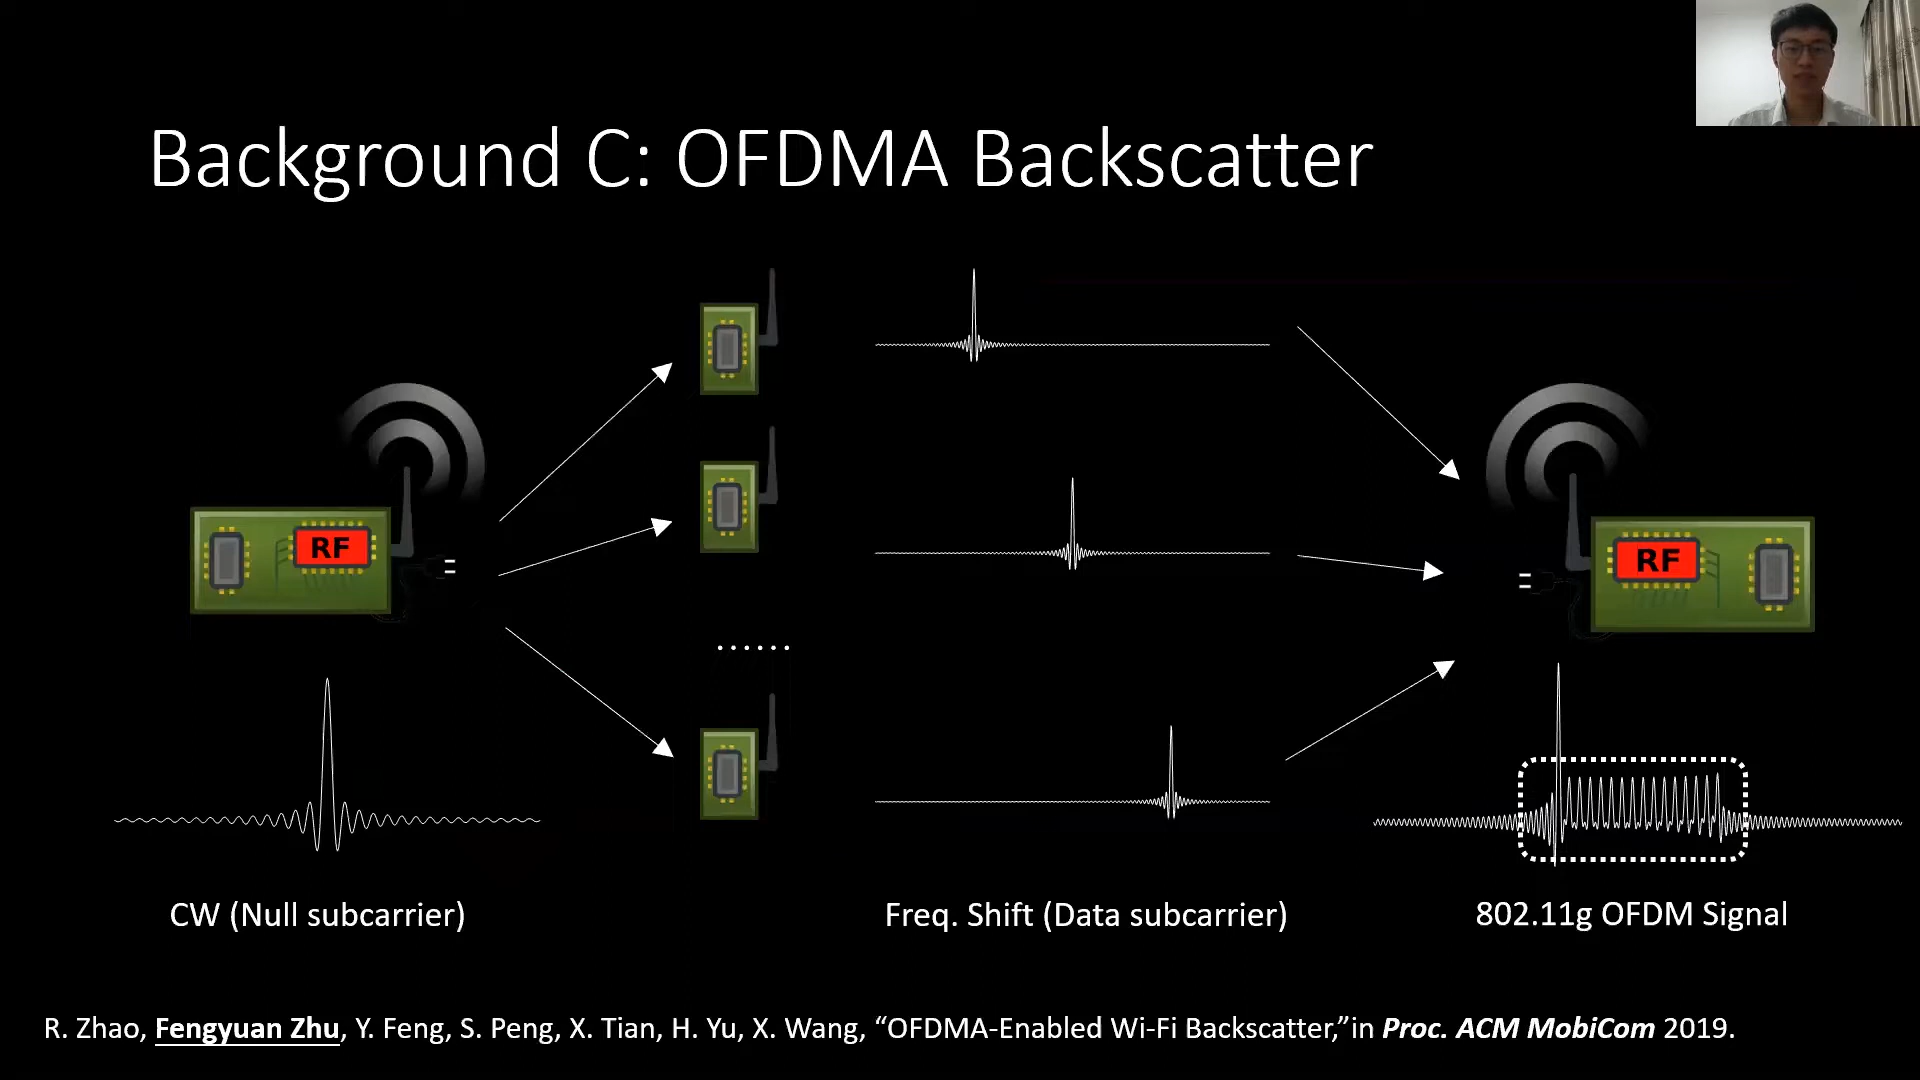 Background C: OFDMA Backscatter
RF
RF
......
CW (Null subcarrier)
Freq. Shift (Data subcarrier)
802.11g OFDM Signal
R. Zhao, Fengyuan Zhu, Y. Feng, S. Peng, X. Tian, H. Yu, X. Wang, “OFDMA-Enabled Wi-Fi Backscatter,”in Proc. ACM MobiCom 2019.